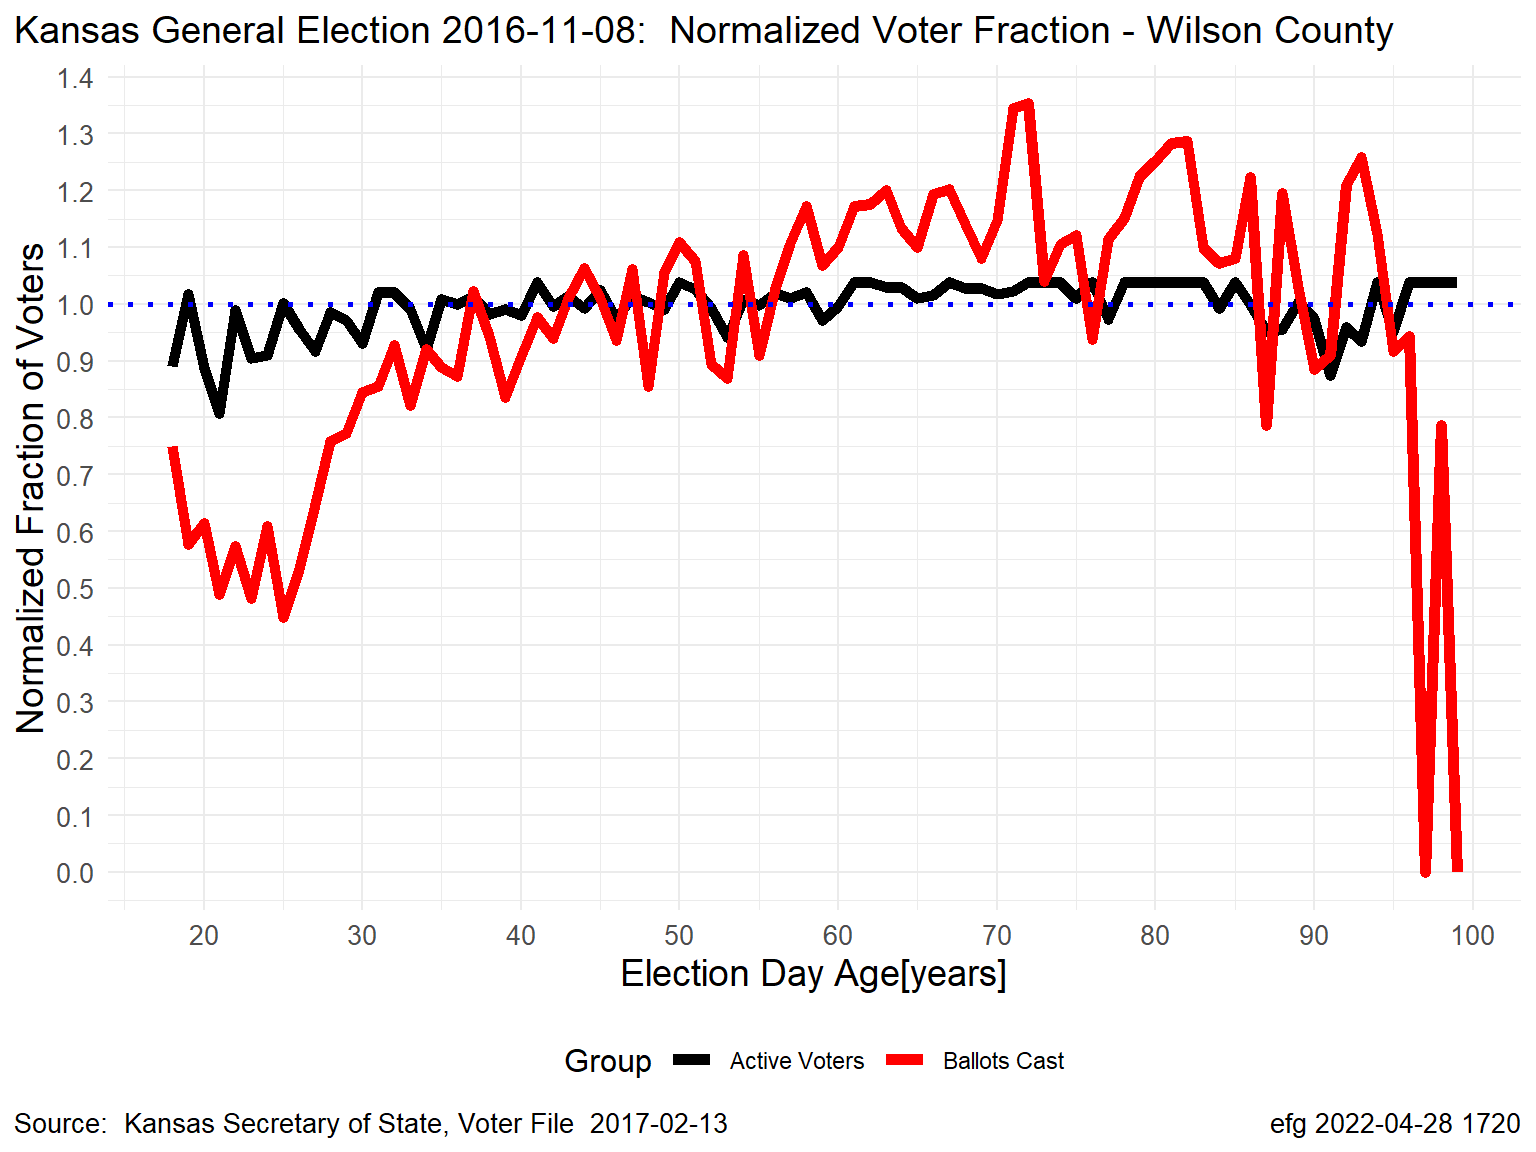 Kansas General Election 2016-11-08:  Normalized Voter Fraction - Wilson County
Normalized Fraction of Voters
1.4
1.3
1.2
1.1
1.0
0.9
0.8
0.7
0.6
0.5
0.4
0.3
0.2
0.1
0.0
20 30 40 50 60 70 80 90 100
Election Day Age[years]
Group Active Voters Ballots Cast
Source:  Kansas Secretary of State, Voter File  2017-02-13
efg 2022-04-28 1720